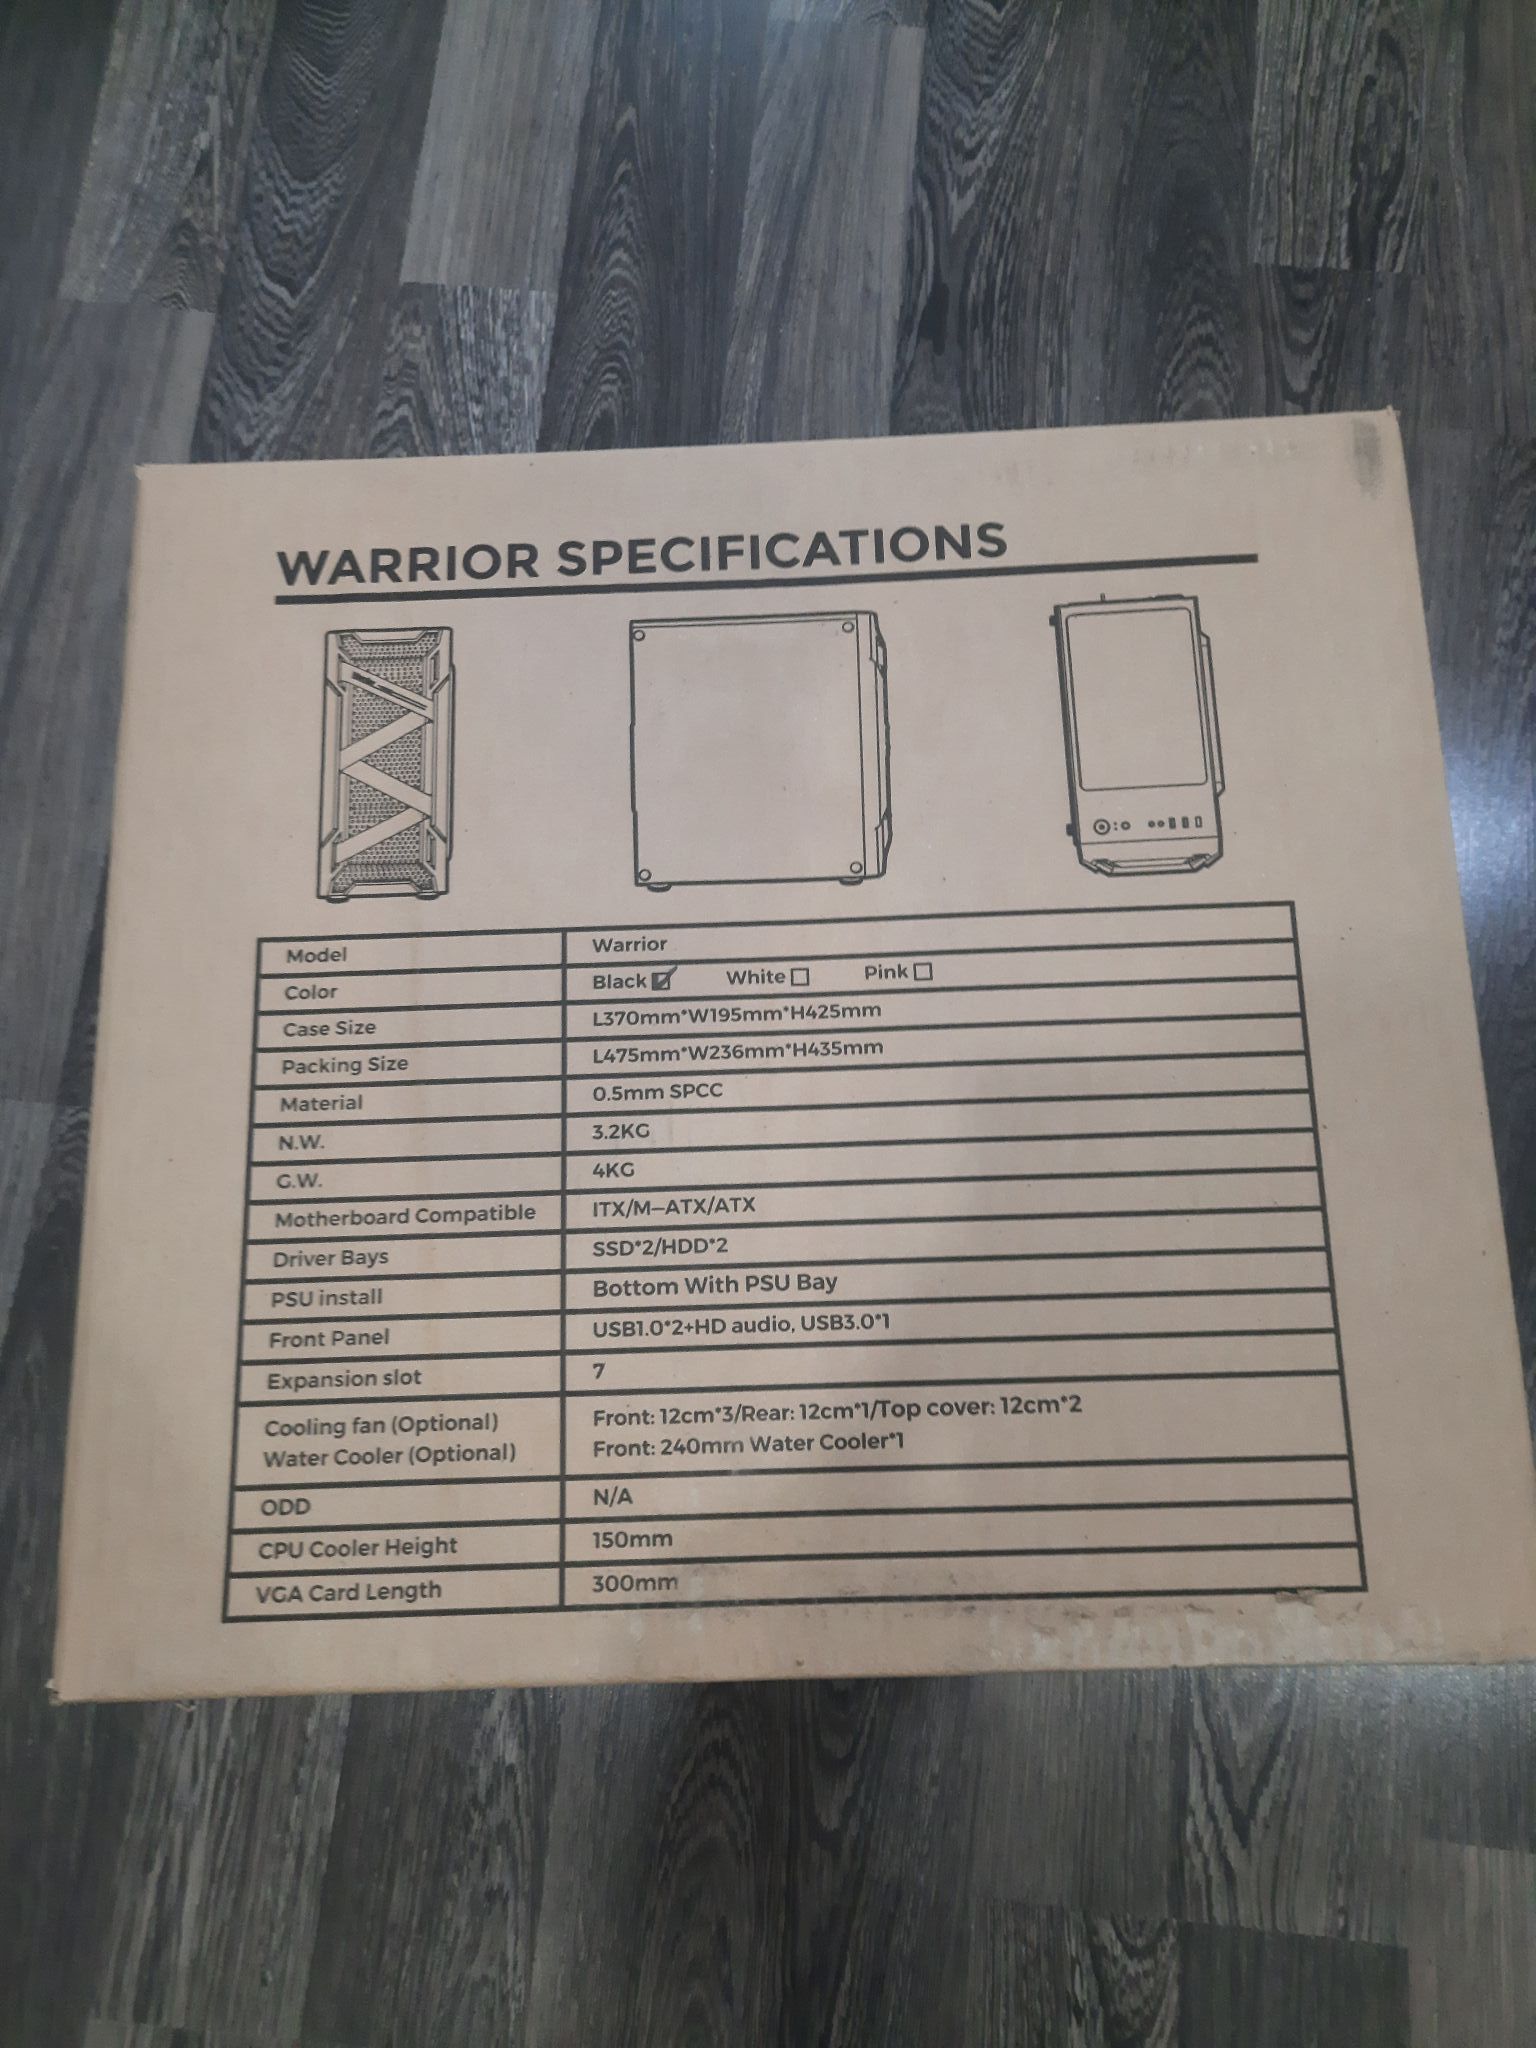 WARRIOR SPECIFICATIONS
Model Warrior
Color Black White Pink
Case Size L370mm*W195mm*H425mm
Packing Size L475mm*W236mm*H435mm
Material 0.5mm SPCC
N.W. 3.2KG
G.W. 4KG
Motherboard Compatible ITX/M–ATX/ATX
Driver Bays SSD*2/HDD*2
PSU install Bottom With PSU Bay
Front Panel USB1.0*2+HD audio, USB3.0*1
Expansion slot 7
Cooling fan (Optional) Front: 12cm*3/Rear: 12cm*1/Top cover: 12cm*2
Water Cooler (Optional) Front: 240mm Water Cooler*1
ODD N/A
CPU Cooler Height 150mm
VGA Card Length 300mm